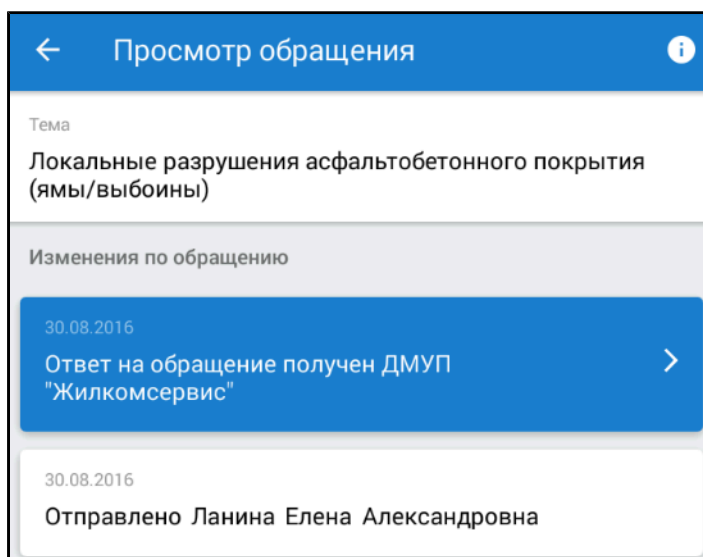 Просмотр обращения
Тема
Локальные разрушения асфальтобетонного покрытия
(ямы/выбоины)
Изменения по обращению
30.08.2016
Ответ на обращение получен ДМУП
"Жилкомсервис"
30.08.2016
Отправлено Ланина Елена Александровна